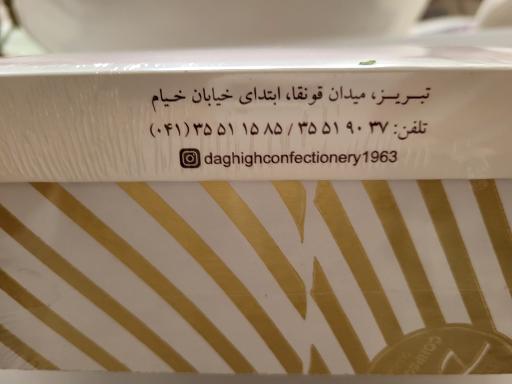 تبریز، میدان قونقا، ابتدای خیابان خیام
تلفن: ۳۷ ۹۰ ۵۱ ۳۵ / ۸۵ ۱۵ ۵۱ ۳۵ (۰۴۱)
daghighconfectionery1963